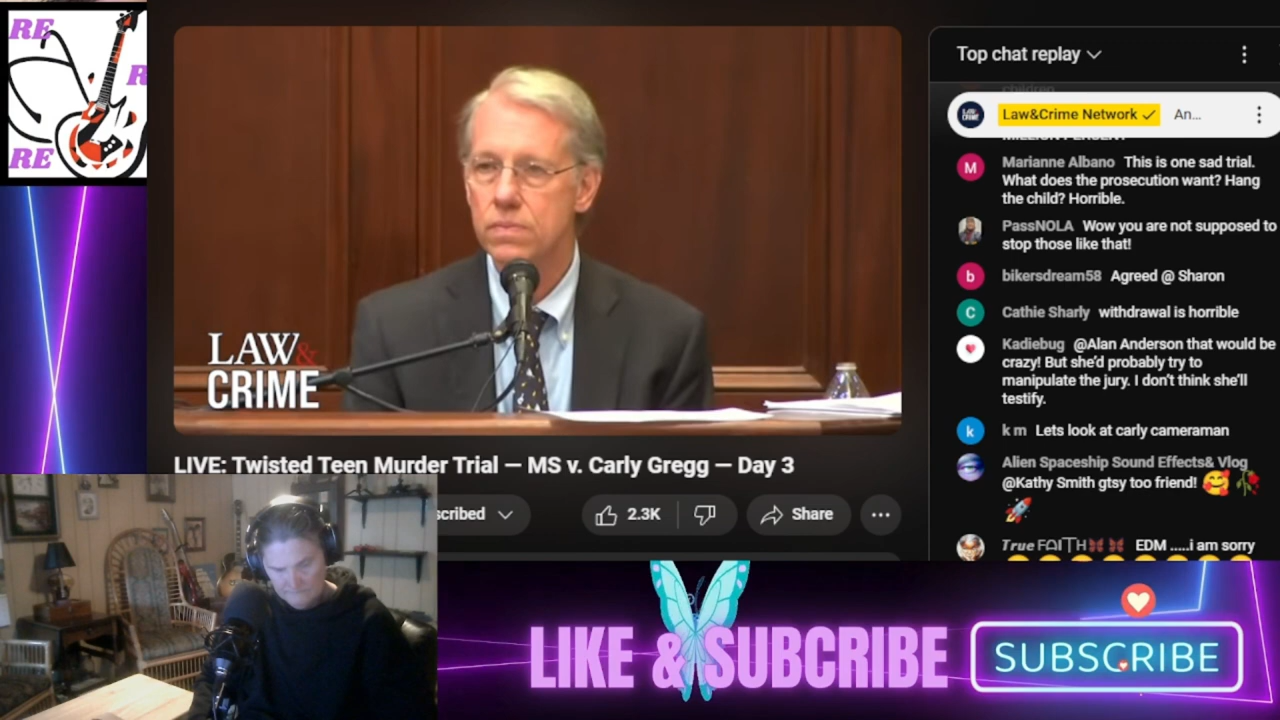 RE
R
RE
LAW&
CRIME
LIVE: Twisted Teen Murder Trial — MS v. Carly Gregg — Day 3
scribed
2.3K
Share
Top chat replay
children
Law&Crime Network
An...
MILLION PERCENT
Marianne Albano This is one sad trial.
What does the prosecution want? Hang
the child? Horrible.
PassNOLA Wow you are not supposed to
stop those like that!
bikersdream58 Agreed @ Sharon
Cathie Sharly withdrawal is horrible
Kadiebug @Alan Anderson that would be
crazy! But she'd probably try to
manipulate the jury. I don't think she'll
testify.
k m Lets look at carly cameraman
Alien Spaceship Sound Effects& Vlog
@Kathy Smith gtsy too friend! 🥰🥀
🚀
True FAITH EDM .....i am sorry
LIKE & SUBCRIBE
SUBSCRIBE